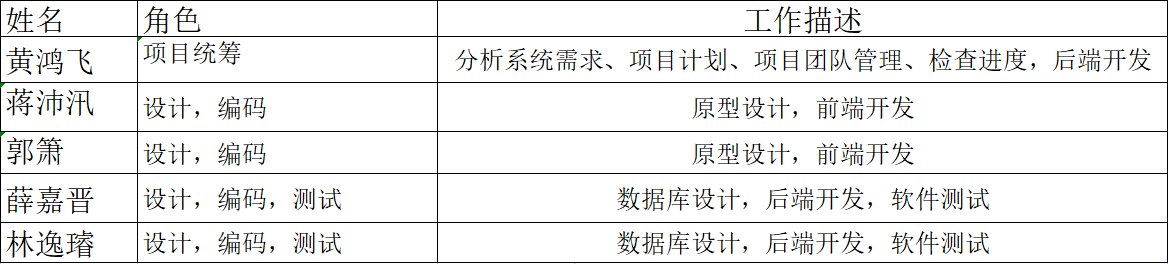 姓名 角色 工作描述
黄鸿飞 项目统筹 分析系统需求、项目计划、项目团队管理、检查进度，后端开发
蒋沛汛 设计，编码 原型设计，前端开发
郭箫 设计，编码 原型设计，前端开发
薛嘉晋 设计，编码，测试 数据库设计，后端开发，软件测试
林逸璿 设计，编码，测试 数据库设计，后端开发，软件测试